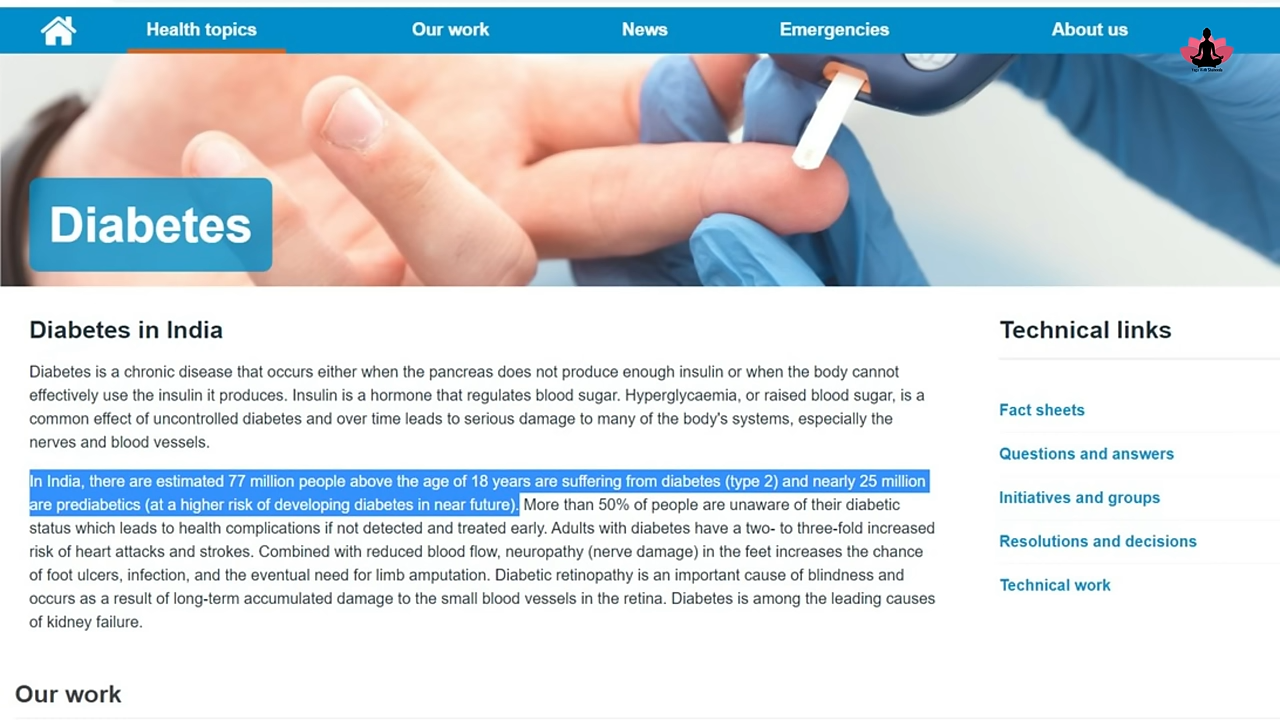 Health topics
Our work
News
Emergencies
About us
Diabetes
Diabetes in India
Diabetes is a chronic disease that occurs either when the pancreas does not produce enough insulin or when the body cannot
effectively use the insulin it produces. Insulin is a hormone that regulates blood sugar. Hyperglycaemia, or raised blood sugar, is a
common effect of uncontrolled diabetes and over time leads to serious damage to many of the body's systems, especially the
nerves and blood vessels.
In India, there are estimated 77 million people above the age of 18 years are suffering from diabetes (type 2) and nearly 25 million
are prediabetics (at a higher risk of developing diabetes in near future). More than 50% of people are unaware of their diabetic
status which leads to health complications if not detected and treated early. Adults with diabetes have a two- to three-fold increased
risk of heart attacks and strokes. Combined with reduced blood flow, neuropathy (nerve damage) in the feet increases the chance
of foot ulcers, infection, and the eventual need for limb amputation. Diabetic retinopathy is an important cause of blindness and
occurs as a result of long-term accumulated damage to the small blood vessels in the retina. Diabetes is among the leading causes
of kidney failure.
Technical links
Fact sheets
Questions and answers
Initiatives and groups
Resolutions and decisions
Technical work
Our work